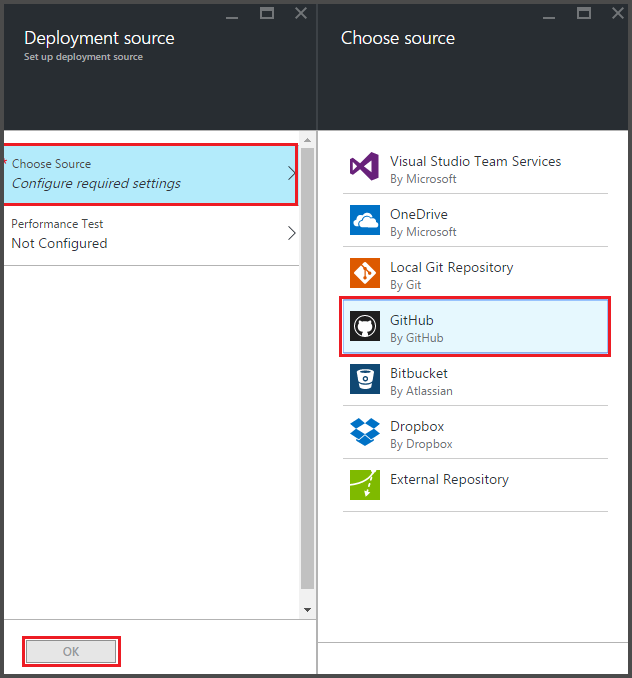 Deployment source
Set up deployment source
* Choose Source
Configure required settings
Performance Test
Not Configured
OK
Choose source
Visual Studio Team Services
By Microsoft
OneDrive
By Microsoft
Local Git Repository
By Git
GitHub
By GitHub
Bitbucket
By Atlassian
Dropbox
By Dropbox
External Repository